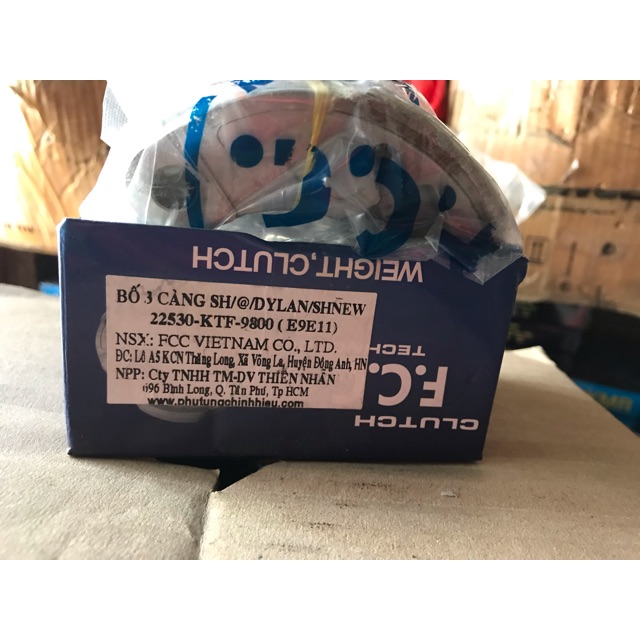 F.C.C.
WEIGHT,CLUTCH
BỐ 3 CÀNG SH/@/DYLAN/SHNEW
22530-KTF-9800 ( E9E11)
NSX: FCC VIETNAM CO., LTD.
ĐC: Lô A5 KCN Thăng Long, Xã Võng La, Huyện Đông Anh, HN
NPP: Cty TNHH TM-DV THIÊN NHÂN
696 Bình Long, Q. Tân Phú, Tp HCM
www.phutungchinhhieu.com
TECH
F.C.
CLUTCH